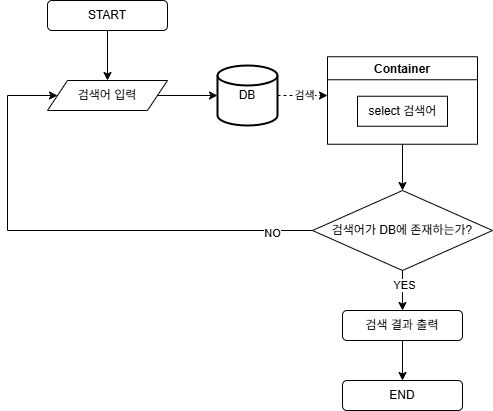 START
검색어 입력
DB
검색
Container
select 검색어
검색어가 DB에 존재하는가?
NO
YES
검색 결과 출력
END